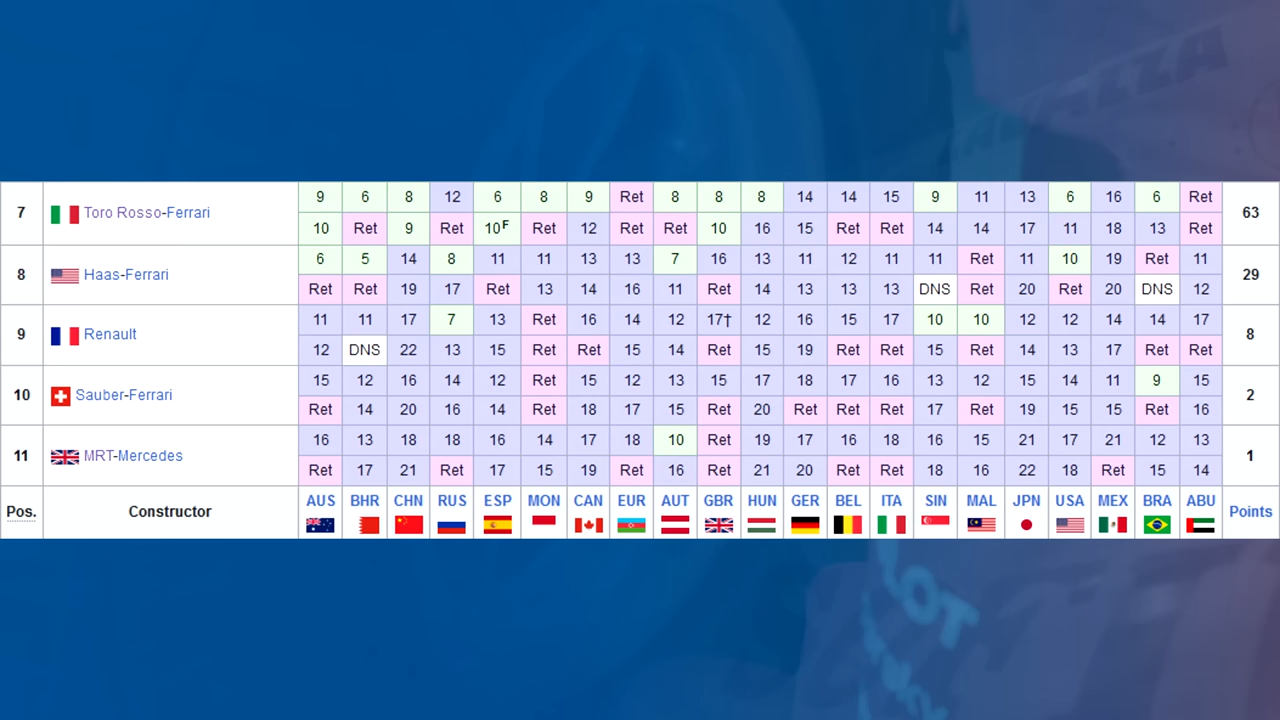 7 Toro Rosso-Ferrari 9 6 8 12 6 8 9 Ret 8 8 8 14 14 15 9 11 13 6 16 6 Ret 63
10 Ret 9 Ret 10F Ret 12 Ret Ret 10 16 15 Ret Ret 14 14 17 11 18 13 Ret
8 Haas-Ferrari 6 5 14 8 11 11 13 13 7 16 13 11 12 11 11 Ret 11 10 19 Ret 11 29
Ret Ret 19 17 Ret 13 14 16 11 Ret 14 13 13 13 DNS Ret 20 Ret 20 DNS 12
9 Renault 11 11 17 7 13 Ret 16 14 12 17† 12 16 15 17 10 10 12 12 14 14 17 8
12 DNS 22 13 15 Ret Ret 15 14 Ret 15 19 Ret Ret 15 Ret 14 13 17 Ret Ret
10 Sauber-Ferrari 15 12 16 14 12 Ret 15 12 13 15 17 18 17 16 13 12 15 14 11 9 15 2
Ret 14 20 16 14 Ret 18 17 15 Ret 20 Ret Ret Ret 17 Ret 19 15 15 Ret 16
11 MRT-Mercedes 16 13 18 18 16 14 17 18 10 Ret 19 17 16 18 16 15 21 17 21 12 13 1
Ret 17 21 Ret 17 15 19 Ret 16 Ret 21 20 Ret Ret 18 16 22 18 Ret 15 14
Pos. Constructor AUS BHR CHN RUS ESP MON CAN EUR AUT GBR HUN GER BEL ITA SIN MAL JPN USA MEX BRA ABU Points